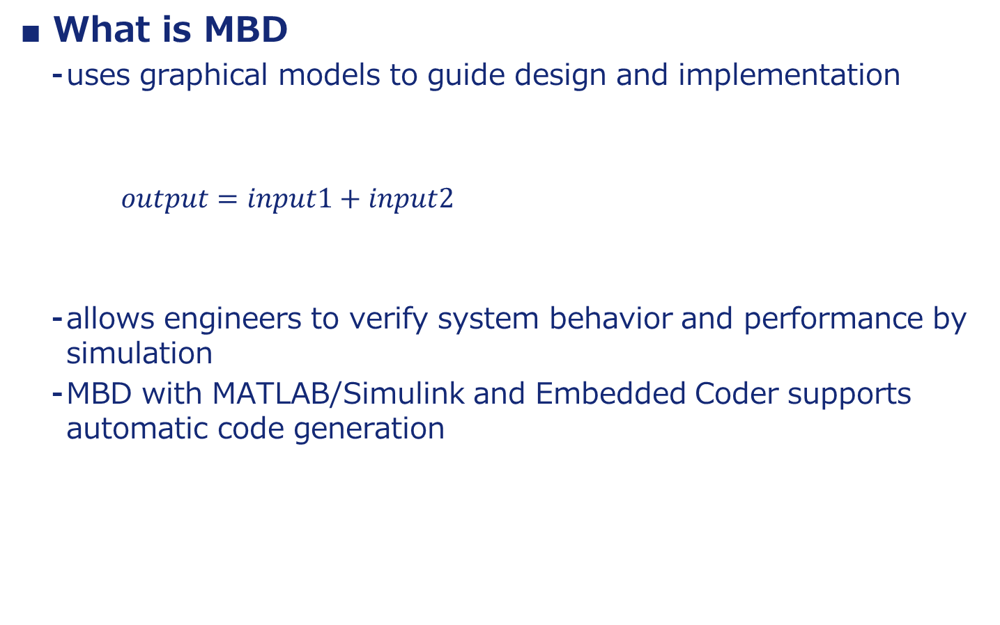 ■ What is MBD
-uses graphical models to guide design and implementation
output = input1 + input2
-allows engineers to verify system behavior and performance by
simulation
-MBD with MATLAB/Simulink and Embedded Coder supports
automatic code generation